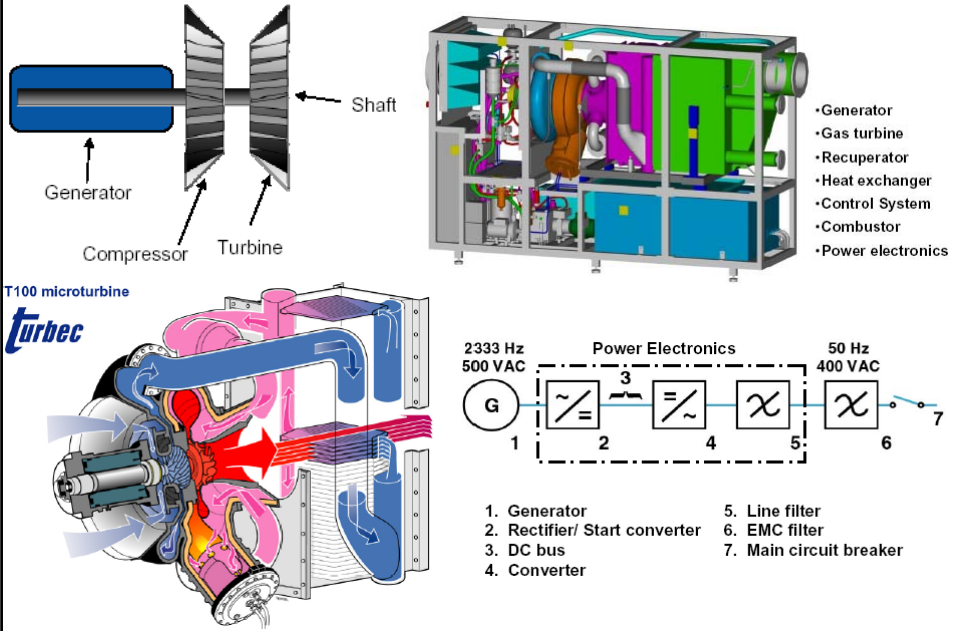 Shaft
Generator
Compressor
Turbine
•Generator
•Gas turbine
•Recuperator
•Heat exchanger
•Control System
•Combustor
•Power electronics
T100 microturbine
turbec
2333 Hz
500 VAC
Power Electronics
50 Hz
400 VAC
G
~
=
3
=
~
1
2
4
5
6
7
1. Generator
2. Rectifier/ Start converter
3. DC bus
4. Converter
5. Line filter
6. EMC filter
7. Main circuit breaker